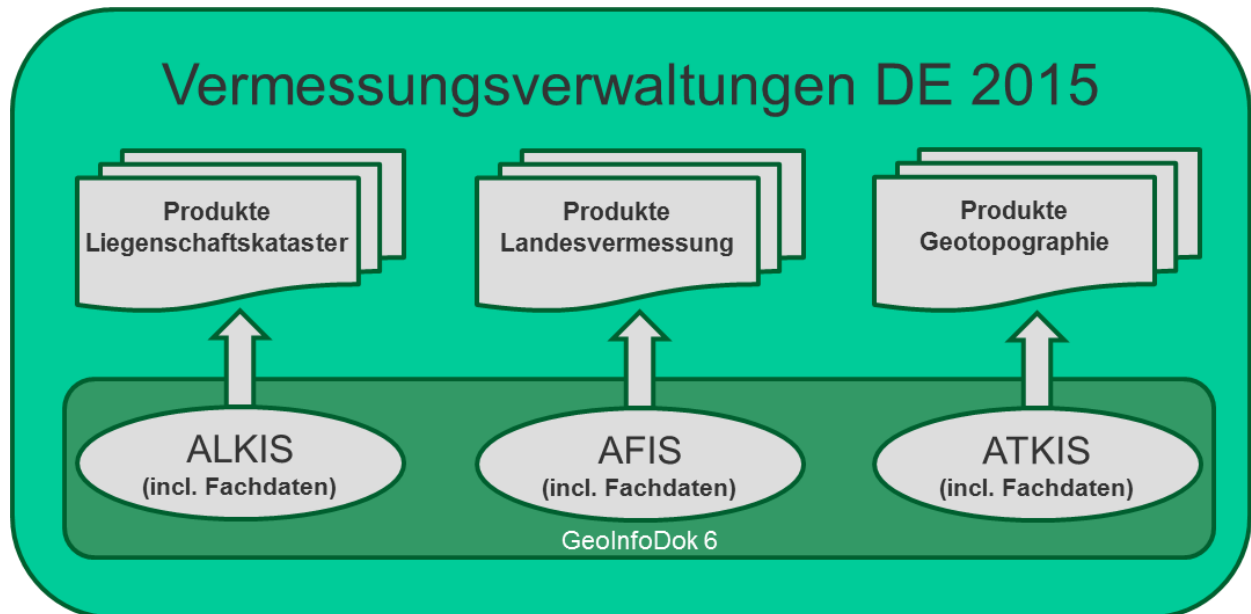 Vermessungsverwaltungen DE 2015
Produkte
Liegenschaftskataster
Produkte
Landesvermessung
Produkte
Geotopographie
ALKIS
(incl. Fachdaten)
AFIS
(incl. Fachdaten)
ATKIS
(incl. Fachdaten)
GeoInfoDok 6